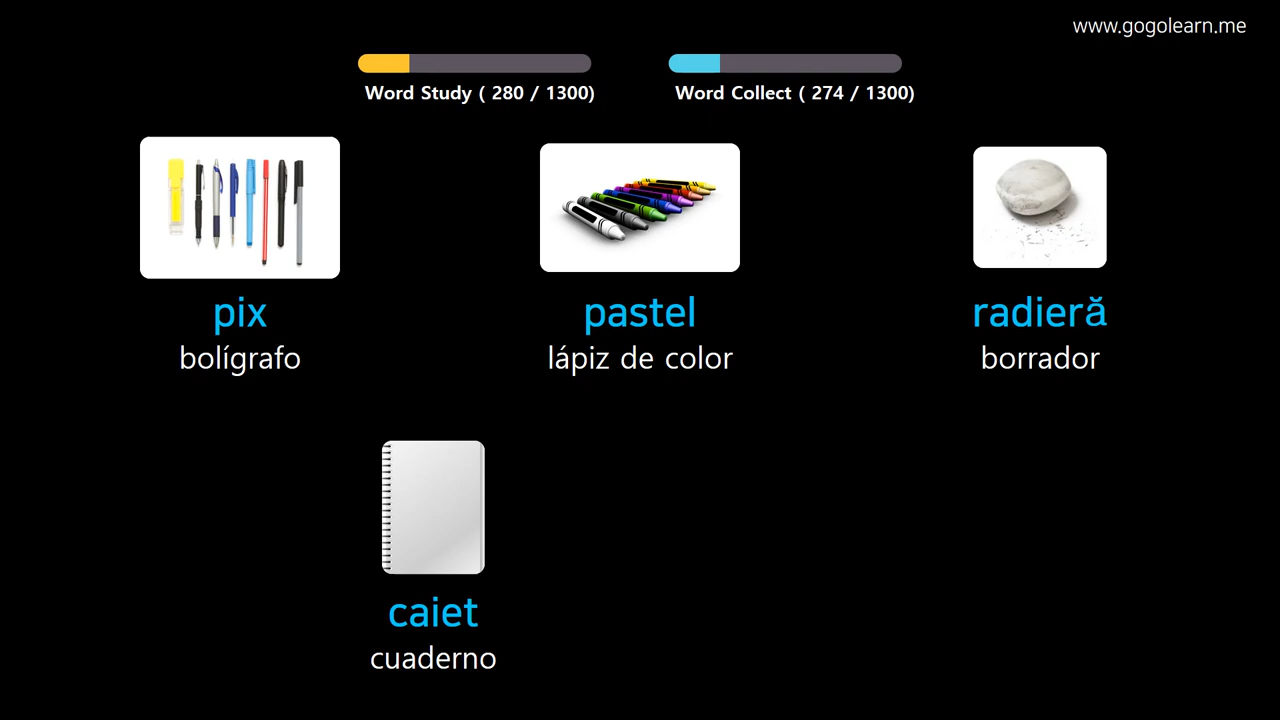 www.gogolearn.me
Word Study ( 280 / 1300)
Word Collect ( 274 / 1300)
pix
bolígrafo
pastel
lápiz de color
radieră
borrador
caiet
cuaderno